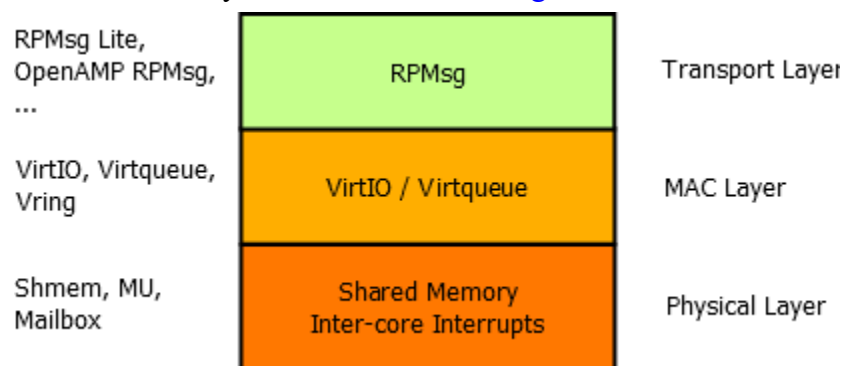 RPMsg Lite,
OpenAMP RPMsg,
...
RPMsg
Transport Layer
VirtIO, Virtqueue,
Vring
VirtIO / Virtqueue
MAC Layer
Shmem, MU,
Mailbox
Shared Memory
Inter-core Interrupts
Physical Layer